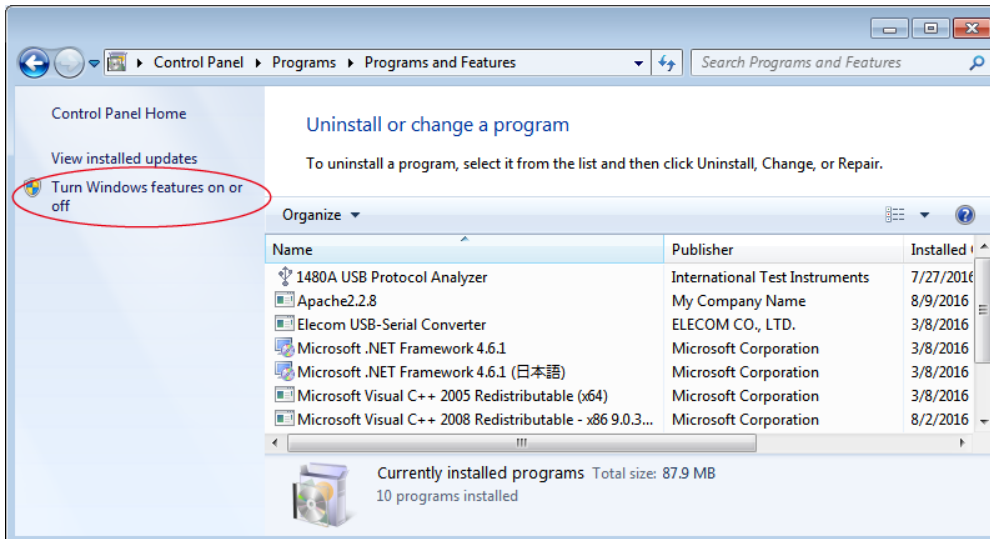 Control Panel Programs Programs and Features Search Programs and Features
Control Panel Home
View installed updates
Turn Windows features on or
off
Uninstall or change a program
To uninstall a program, select it from the list and then click Uninstall, Change, or Repair.
Organize
Name Publisher Installed
1480A USB Protocol Analyzer International Test Instruments 7/27/2016
Apache2.2.8 My Company Name 8/9/2016
Elecom USB-Serial Converter ELECOM CO., LTD. 3/8/2016
Microsoft .NET Framework 4.6.1 Microsoft Corporation 3/8/2016
Microsoft .NET Framework 4.6.1 (日本語) Microsoft Corporation 3/8/2016
Microsoft Visual C++ 2005 Redistributable (x64) Microsoft Corporation 3/8/2016
Microsoft Visual C++ 2008 Redistributable - x86 9.0.3... Microsoft Corporation 8/2/2016
Currently installed programs Total size: 87.9 MB
10 programs installed